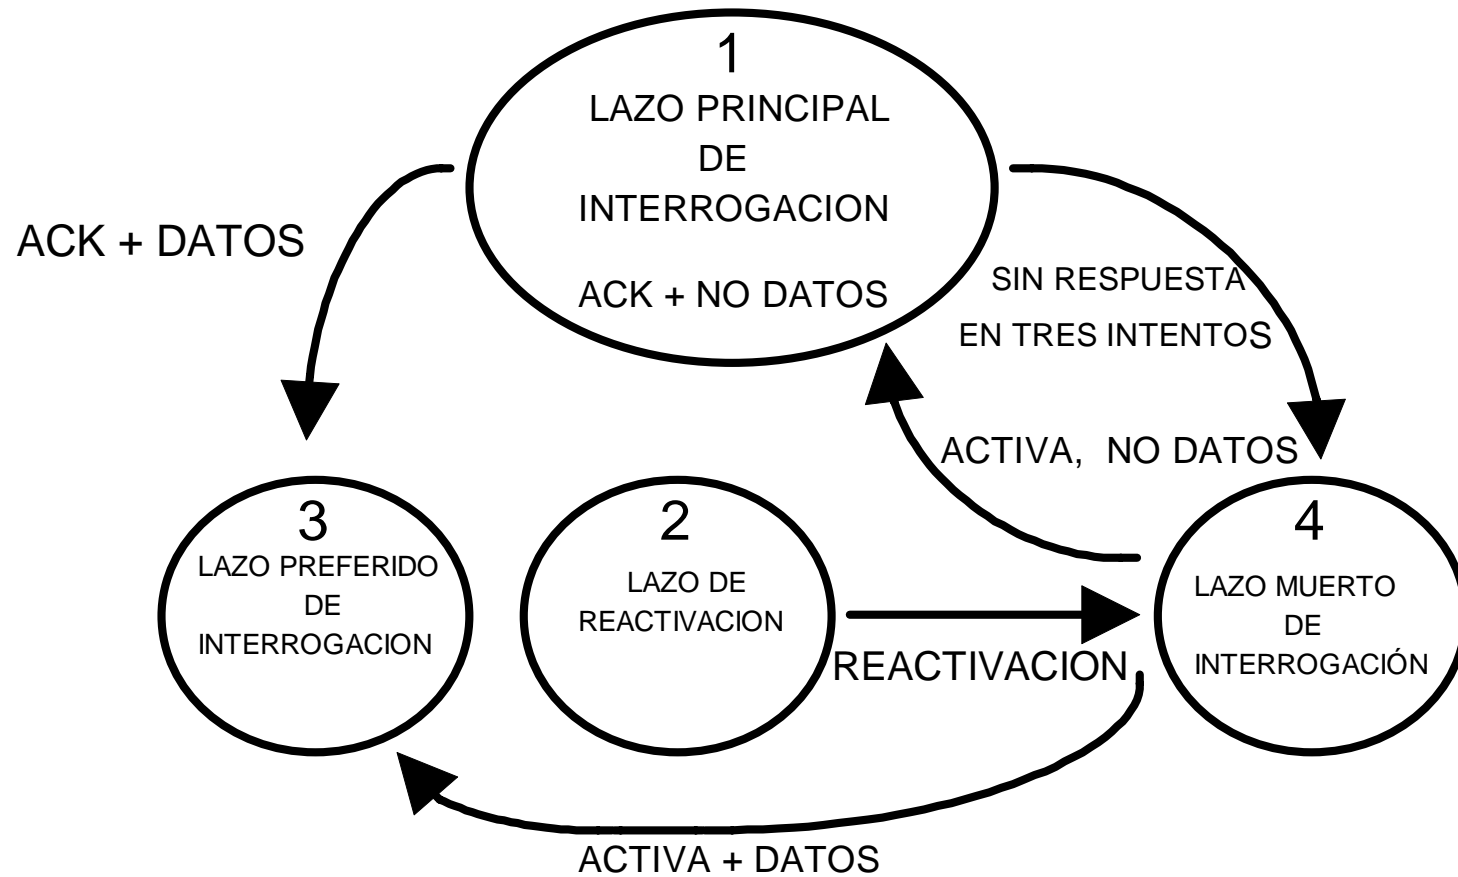 1
LAZO PRINCIPAL
DE
INTERROGACION
ACK + NO DATOS
ACK + DATOS
SIN RESPUESTA
EN TRES INTENTOS
ACTIVA,  NO DATOS
3
LAZO PREFERIDO
DE
INTERROGACION
2
LAZO DE
REACTIVACION
REACTIVACION
4
LAZO MUERTO
DE
INTERROGACIÓN
ACTIVA + DATOS